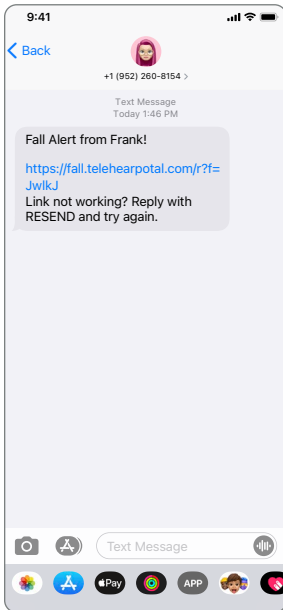 9:41
Back
+1 (952) 260-8154 >
Text Message
Today 1:46 PM
Fall Alert from Frank!
https://fall.telehearpotal.com/r?f=
JwlkJ
Link not working? Reply with
RESEND and try again.
Text Message
Pay
APP